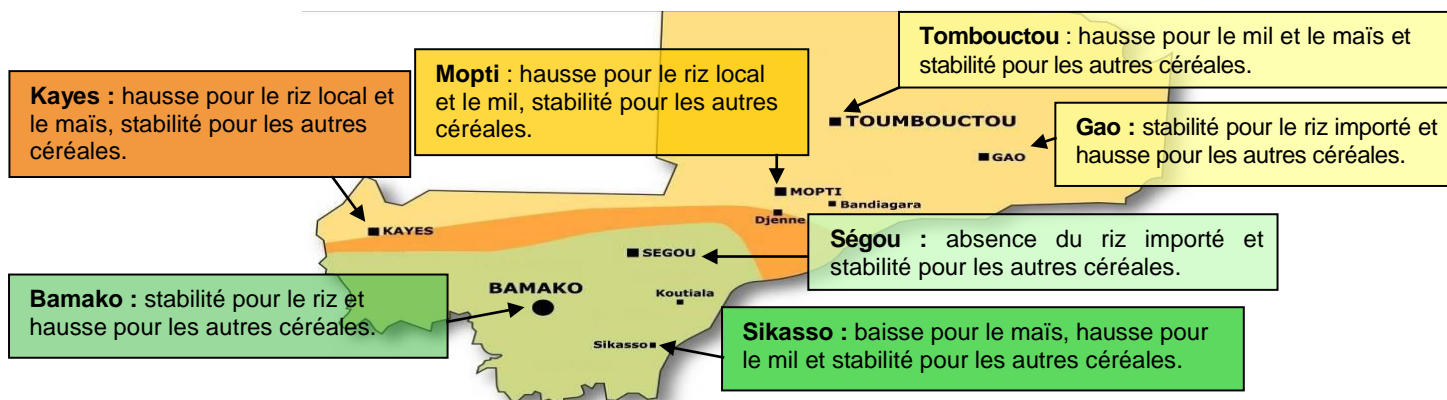 Tombouctou : hausse pour le mil et le maïs et
stabilité pour les autres céréales.
Mopti : hausse pour le riz local
et le mil, stabilité pour les autres
céréales.
Kayes : hausse pour le riz local et
le maïs, stabilité pour les autres
céréales.
TOUMBOUCTOU
Gao : stabilité pour le riz importé et
hausse pour les autres céréales.
GAO
MOPTI
Bandiagara
Djenne
KAYES
Ségou : absence du riz importé et
stabilité pour les autres céréales.
SEGOU
Bamako : stabilité pour le riz et
hausse pour les autres céréales.
BAMAKO
Koutiala
Sikasso : baisse pour le maïs, hausse pour
le mil et stabilité pour les autres céréales.
Sikasso